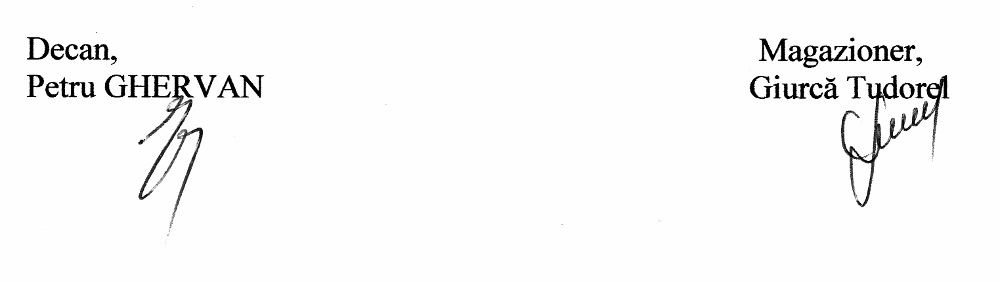 Decan,
Petru GHERVAN
Magazioner,
Giurcă Tudorel